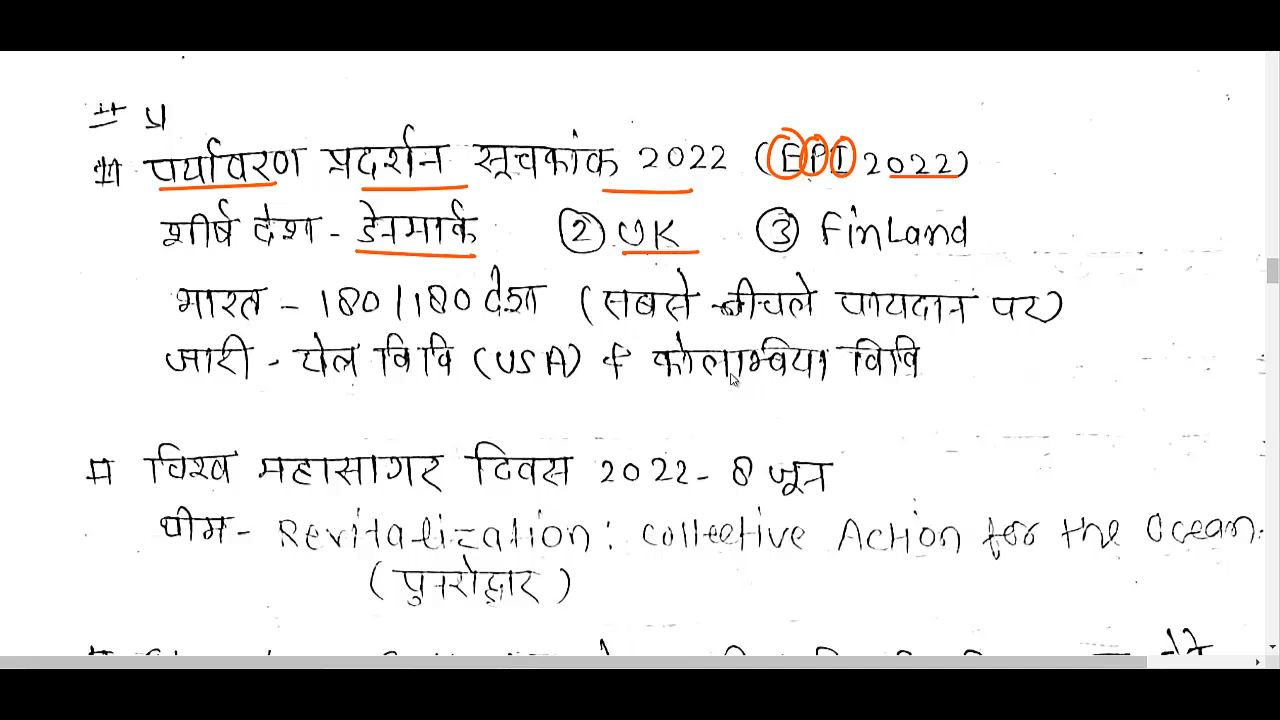 # प्र
# पर्यावरण प्रदर्शन सूचकांक 2022 (EPI 2022)
शीर्ष देश - डेनमार्क ② UK ③ Finland
भारत - 180/180 देश (सबसे नीचले पायदान पर)
जारी - येल विवि (USA) & कोलाम्बिया विवि
# विश्व महासागर दिवस 2022 - 8 जून
थीम - Revitalization: Collective Action for the Ocean.
(पुनरोद्धार)